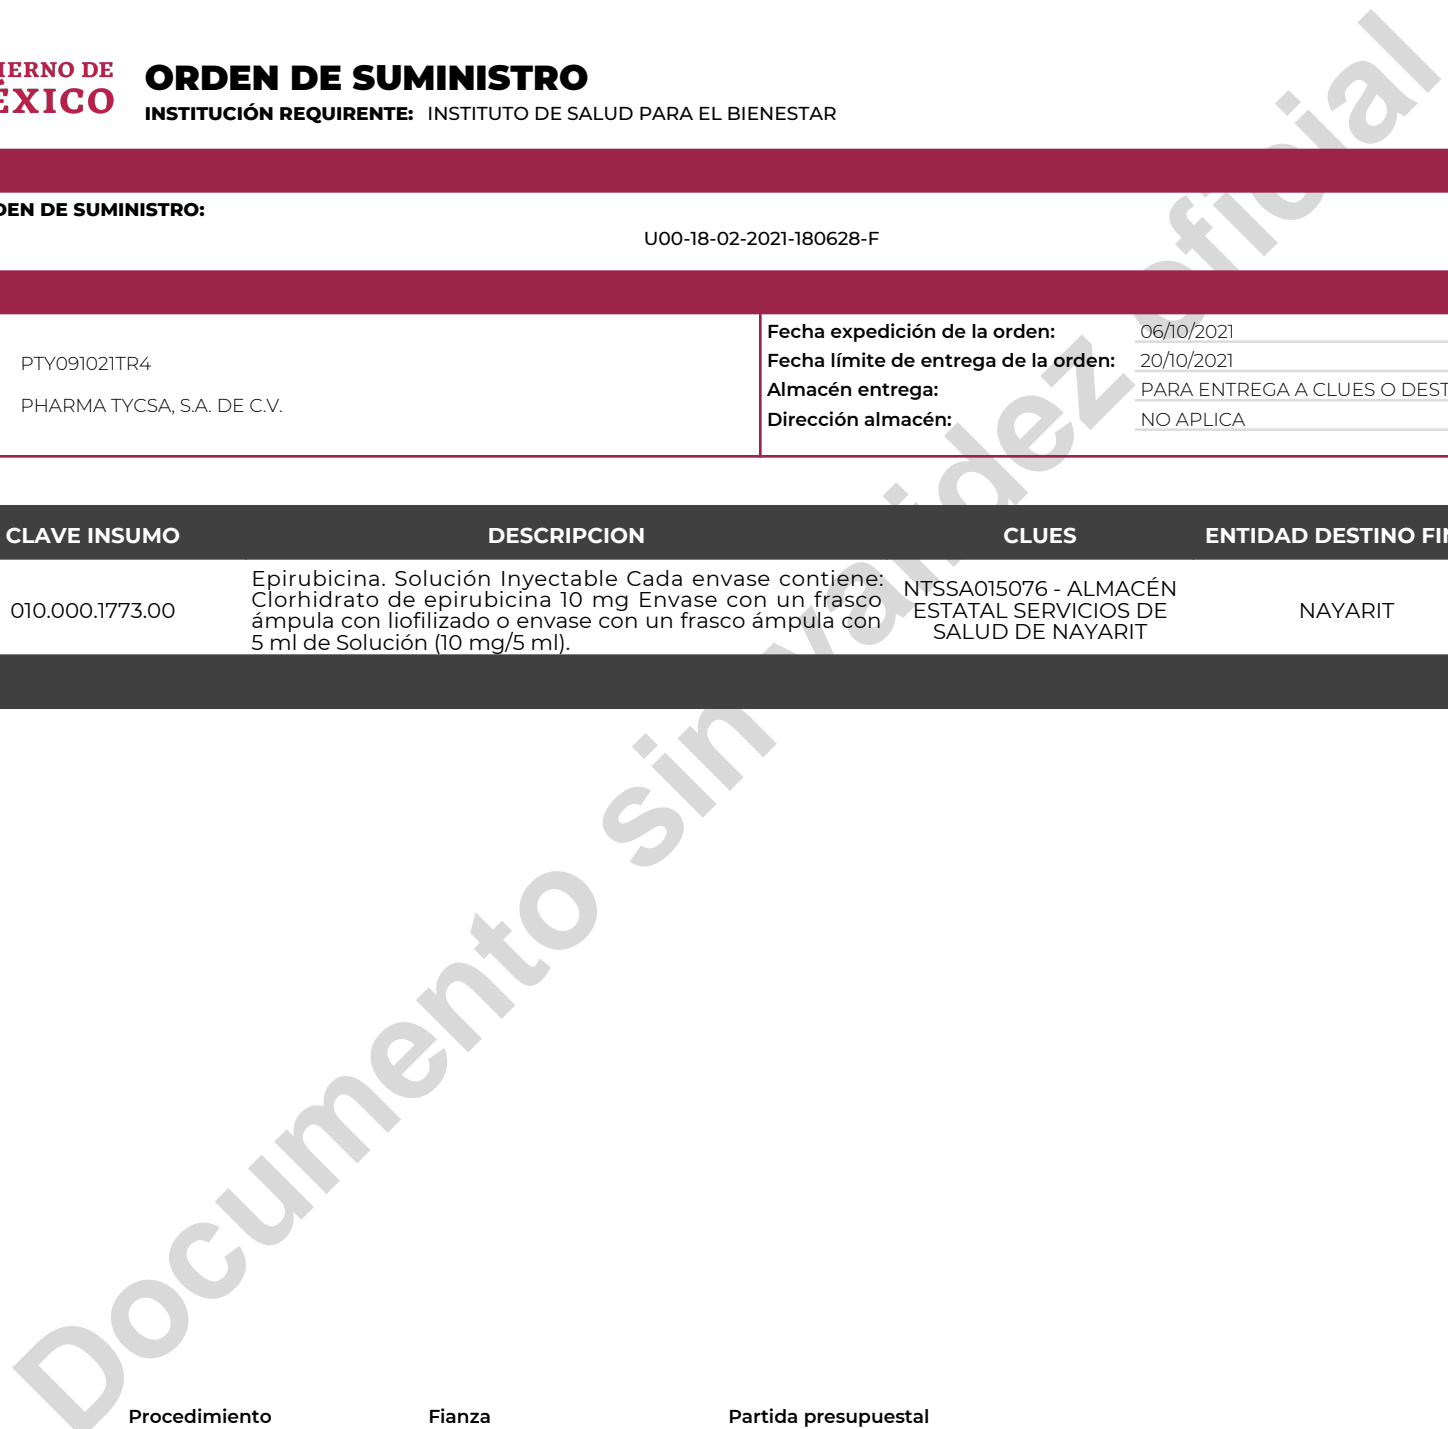 IERNO DE
ÉXICO
ORDEN DE SUMINISTRO
INSTITUCIÓN REQUIRENTE: INSTITUTO DE SALUD PARA EL BIENESTAR
DEN DE SUMINISTRO:
U00-18-02-2021-180628-F
PTY091021TR4
PHARMA TYCSA, S.A. DE C.V.
Fecha expedición de la orden: 06/10/2021
Fecha límite de entrega de la orden: 20/10/2021
Almacén entrega: PARA ENTREGA A CLUES O DEST
Dirección almacén: NO APLICA
CLAVE INSUMO DESCRIPCION CLUES ENTIDAD DESTINO FIN
010.000.1773.00
Epirubicina. Solución Inyectable Cada envase contiene:
Clorhidrato de epirubicina 10 mg Envase con un frasco
ámpula con liofilizado o envase con un frasco ámpula con
5 ml de Solución (10 mg/5 ml).
NTSSA015076 - ALMACÉN
ESTATAL SERVICIOS DE
SALUD DE NAYARIT
NAYARIT
Documento sin validez oficial
Procedimiento Fianza Partida presupuestal